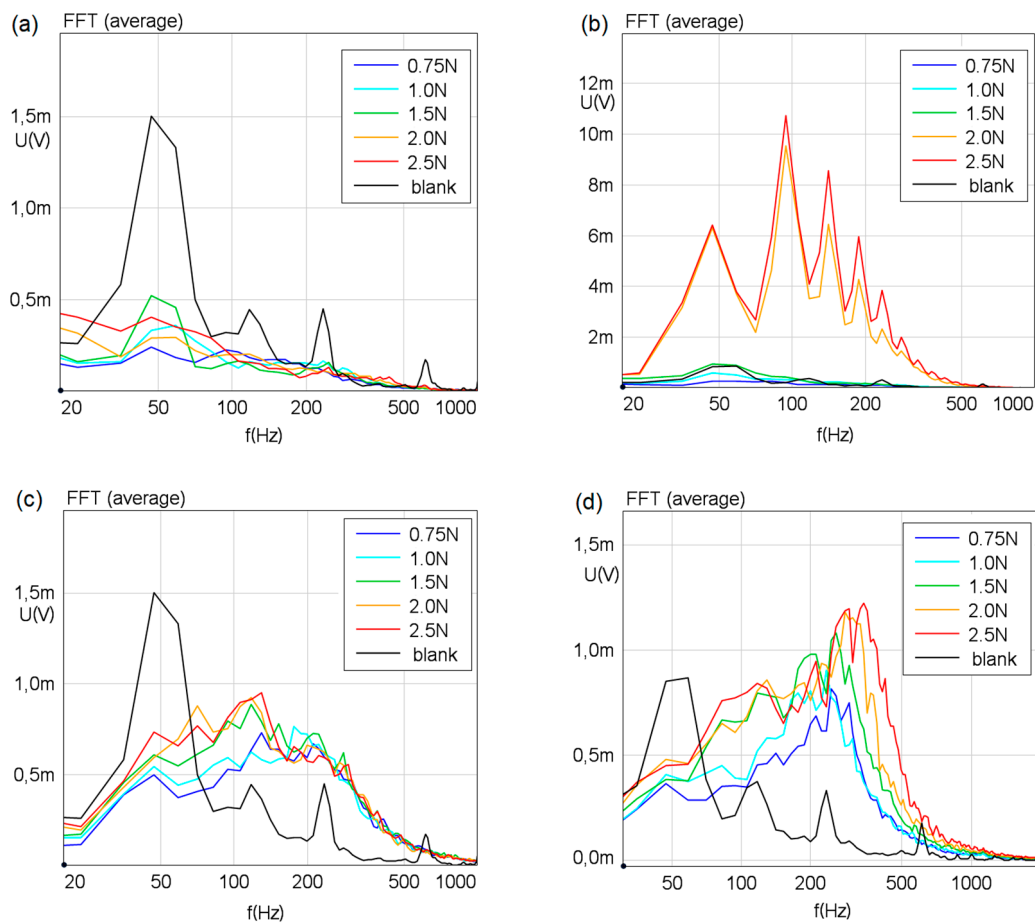 (a)
FFT (average)
0.75N
1.0N
1.5N
2.0N
2.5N
blank
1,5m
U(V)
1,0m
0,5m
20 50 100 200 500 1000
f(Hz)
(b)
FFT (average)
0.75N
1.0N
1.5N
2.0N
2.5N
blank
12m
U(V)
10m
8m
6m
4m
2m
20 50 100 200 500 1000
f(Hz)
(c)
FFT (average)
0.75N
1.0N
1.5N
2.0N
2.5N
blank
1,5m
U(V)
1,0m
0,5m
20 50 100 200 500 1000
f(Hz)
(d)
FFT (average)
0.75N
1.0N
1.5N
2.0N
2.5N
blank
1,5m
U(V)
1,0m
0,5m
0,0m
50 100 200 500 1000
f(Hz)